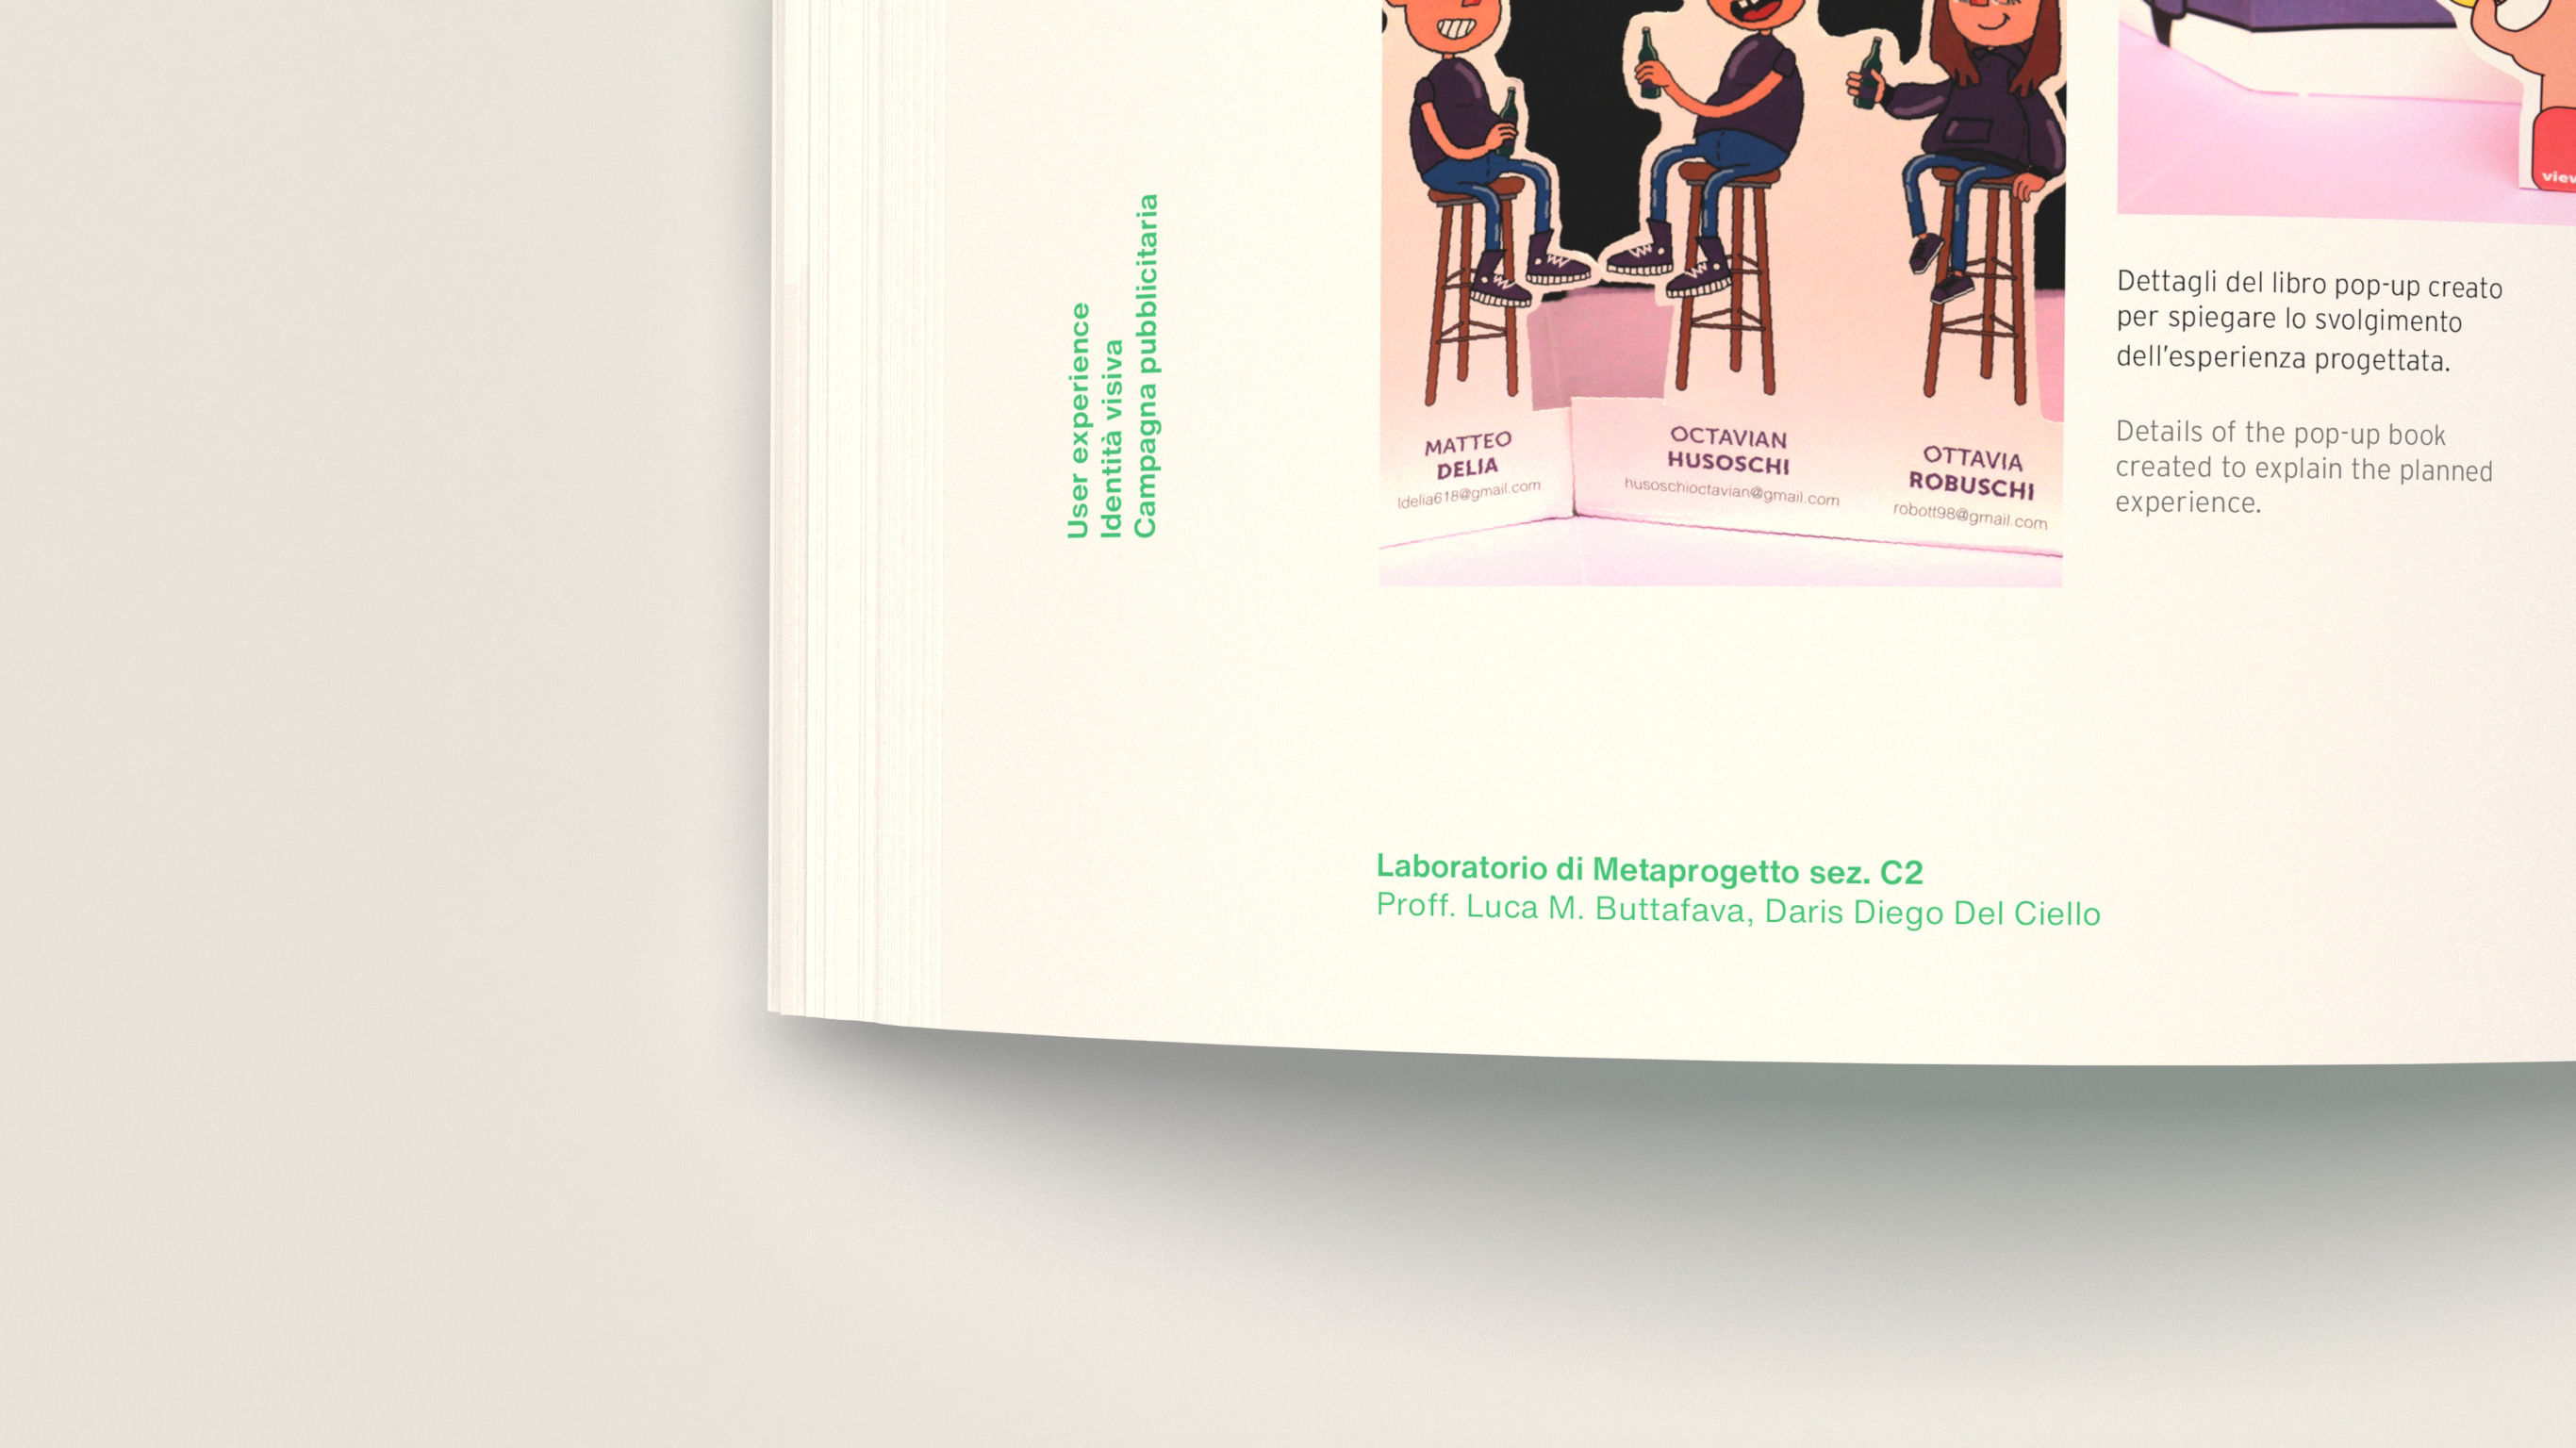 User experience
Identità visiva
Campagna pubblicitaria
MATTEO
DELIA
ldelia618@gmail.com
OCTAVIAN
HUSOSCHI
husoschioctavian@gmail.com
OTTAVIA
ROBUSCHI
robott98@gmail.com
Dettagli del libro pop-up creato
per spiegare lo svolgimento
dell'esperienza progettata.
Details of the pop-up book
created to explain the planned
experience.
Laboratorio di Metaprogetto sez. C2
Proff. Luca M. Buttafava, Daris Diego Del Ciello